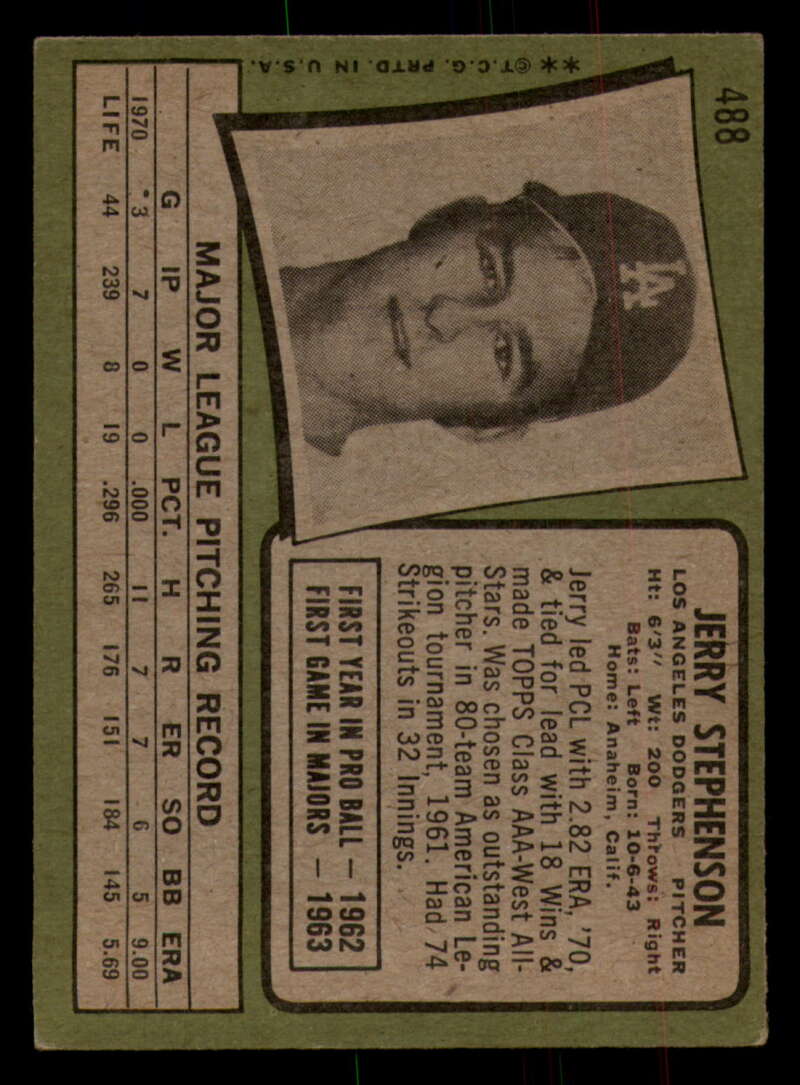 488
LA
**©T.C.G. PRTD. IN U.S.A.
JERRY STEPHENSON
LOS ANGELES DODGERS PITCHER
Ht: 6'3" Wt: 200 Throws: Right
Bats: Left Born: 10-6-43
Home: Anaheim, Calif.
Jerry led PCL with 2.82 ERA, '70,
& tied for lead with 18 Wins &
made TOPPS Class AAA-West All-
Stars. Was chosen as outstanding
pitcher in 80-team American Le-
gion tournament, 1961. Had 74
Strikeouts in 32 Innings.
FIRST YEAR IN PRO BALL — 1962
FIRST GAME IN MAJORS — 1963
MAJOR LEAGUE PITCHING RECORD
G IP W L PCT. H R ER SO BB ERA
1970 • 3 7 0 0 .000 11 7 7 6 5 9.00
LIFE 44 239 8 19 .296 265 176 151 184 145 5.69